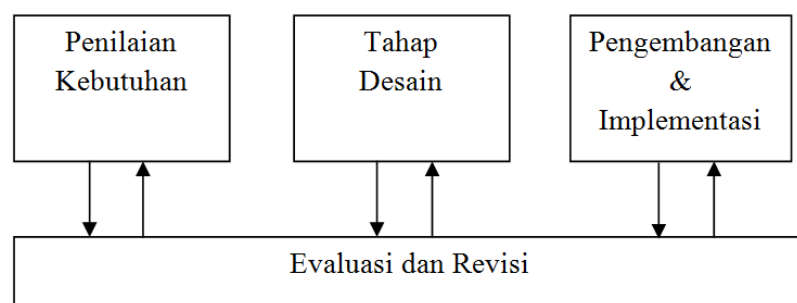 Penilaian
Kebutuhan
Tahap
Desain
Pengembangan
&
Implementasi
Evaluasi dan Revisi